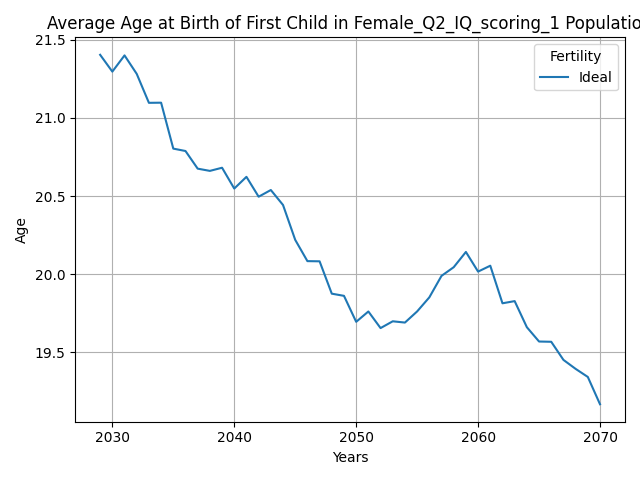 Average Age at Birth of First Child in Female_Q2_IQ_scoring_1 Populatio
21.5
21.0
20.5
20.0
19.5
Age
Fertility
Ideal
2030 2040 2050 2060 2070
Years